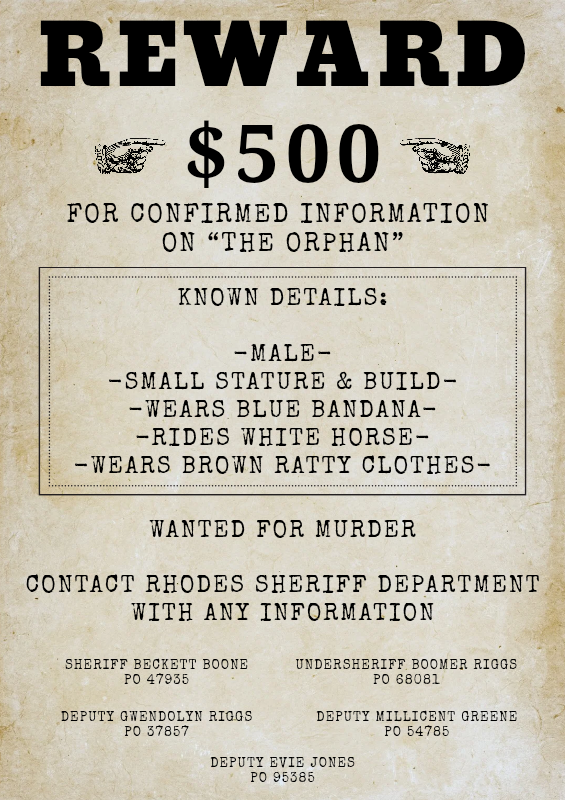 REWARD
$500
FOR CONFIRMED INFORMATION
ON “THE ORPHAN”
KNOWN DETAILS:
-MALE-
-SMALL STATURE & BUILD-
-WEARS BLUE BANDANA-
-RIDES WHITE HORSE-
-WEARS BROWN RATTY CLOTHES-
WANTED FOR MURDER
CONTACT RHODES SHERIFF DEPARTMENT
WITH ANY INFORMATION
SHERIFF BECKETT BOONE
PO 47935
UNDERSHERIFF BOOMER RIGGS
PO 68081
DEPUTY GWENDOLYN RIGGS
PO 37857
DEPUTY MILLICENT GREENE
PO 54785
DEPUTY EVIE JONES
PO 95385